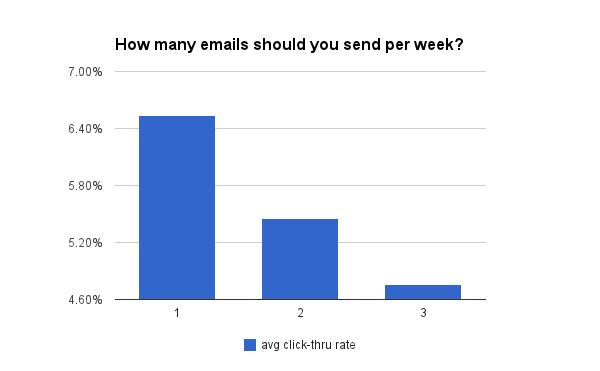 How many emails should you send per week?
7.00%
6.40%
5.80%
5.20%
4.60%
1 2 3
avg click-thru rate